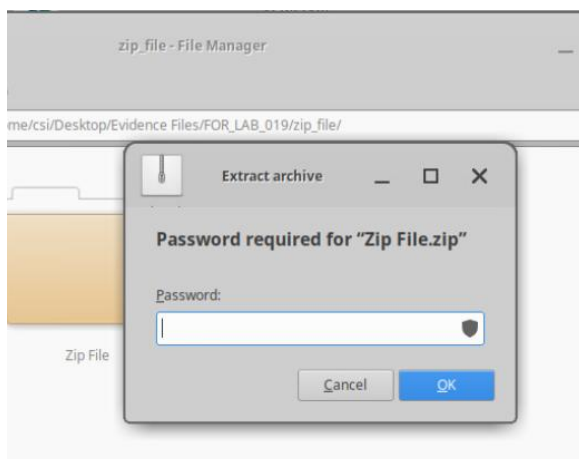 zip_file - File Manager
ome/csi/Desktop/Evidence Files/FOR_LAB_019/zip_file/
Extract archive
Password required for “Zip File.zip”
Password:
Zip File
Cancel
OK